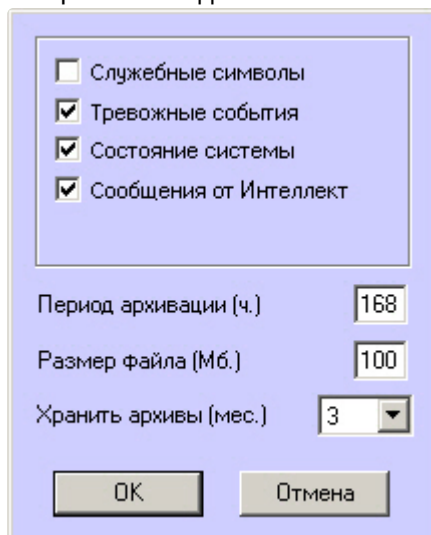 Служебные символы
Тревожные события
Состояние системы
Сообщения от Интеллект
Период архивации (ч.) 168
Размер файла (Мб.) 100
Хранить архивы (мес.) 3
OK Отмена